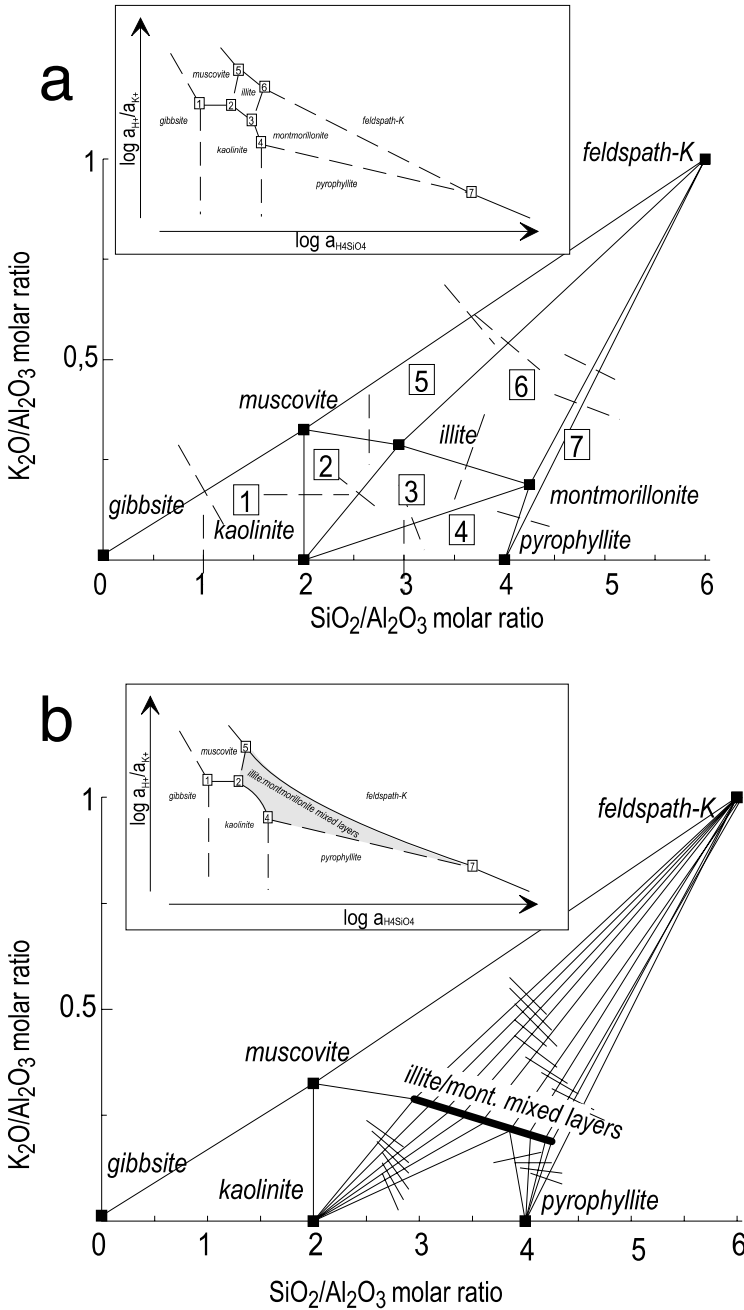 a
log aH+/aK+
muscovite
5
6
illite
gibbsite
1
2
3
feldspath-K
montmorillonite
kaolinite
4
pyrophyllite
7
log aH4SiO4
feldspath-K
1
0,5
K2O/Al2O3 molar ratio
5
6
muscovite
illite
7
2
3
gibbsite
1
kaolinite
4
montmorillonite
pyrophyllite
0
1
2
3
4
5
6
SiO2/Al2O3 molar ratio
b
log aH+/aK+
muscovite
5
gibbsite
1
2
illite:montmorillonite mixed layers
feldspath-K
kaolinite
4
pyrophyllite
7
log aH4SiO4
feldspath-K
1
0.5
K2O/Al2O3 molar ratio
muscovite
illite/mont. mixed layers
gibbsite
kaolinite
pyrophyllite
0
1
2
3
4
5
6
SiO2/Al2O3 molar ratio